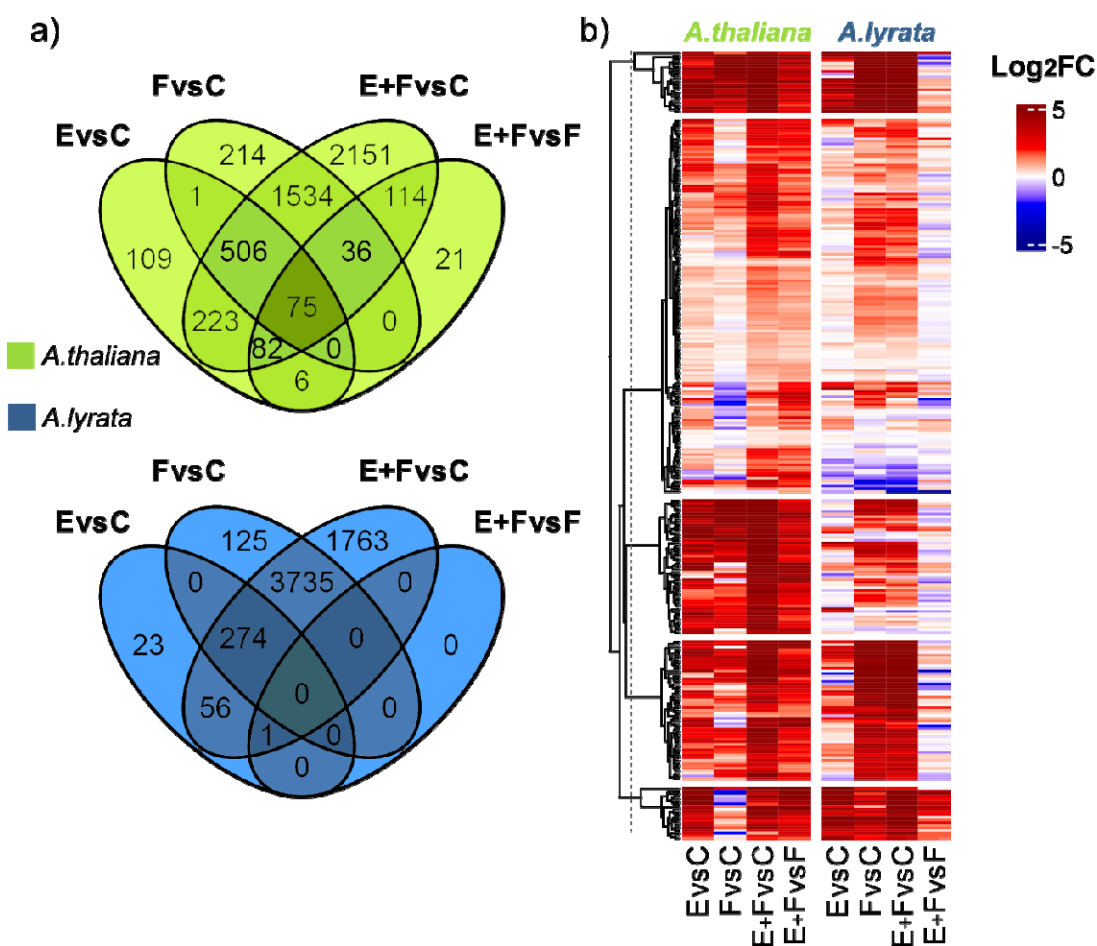 a)
FvsC E+FvsC
EvsC E+FvsF
214 2151
1 1534 114
109 506 36 21
75
223 0
82 0
6
A.thaliana
A.lyrata
FvsC E+FvsC
EvsC E+FvsF
125 1763
0 3735 0
23 274 0 0
0
56 0
1 0
0
b)
A.thaliana A.lyrata
Log2FC
5
0
-5
EvsC FvsC E+FvsC E+FvsF EvsC FvsC E+FvsC E+FvsF